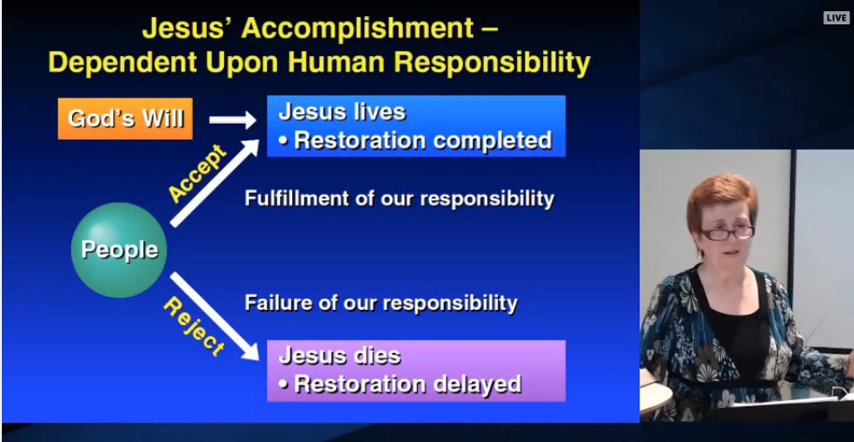 LIVE
Jesus’ Accomplishment –
Dependent Upon Human Responsibility
God’s Will
Jesus lives
• Restoration completed
Accept
Fulfillment of our responsibility
People
Failure of our responsibility
Reject
Jesus dies
• Restoration delayed